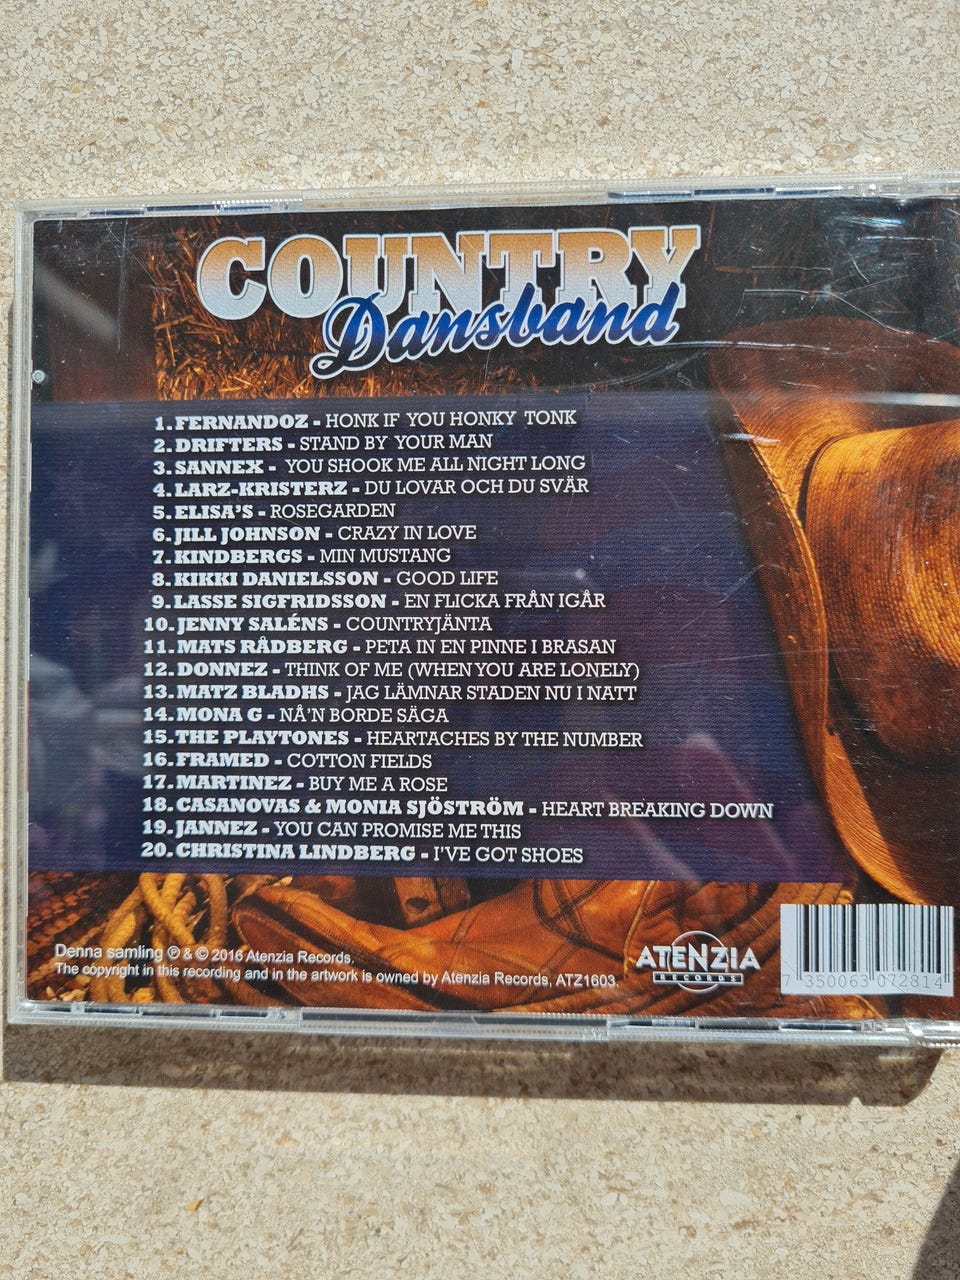 COUNTRY
Dansband
1. FERNANDOZ - HONK IF YOU HONKY TONK
2. DRIFTERS - STAND BY YOUR MAN
3. SANNEX - YOU SHOOK ME ALL NIGHT LONG
4. LARZ-KRISTERZ - DU LOVAR OCH DU SVÄR
5. ELISA'S - ROSEGARDEN
6. JILL JOHNSON - CRAZY IN LOVE
7. KINDBERGS - MIN MUSTANG
8. KIKKI DANIELSSON - GOOD LIFE
9. LASSE SIGFRIDSSON - EN FLICKA FRÅN IGÅR
10. JENNY SALÉNS - COUNTRYJÄNTA
11. MATS RÅDBERG - PETA IN EN PINNE I BRASAN
12. DONNEZ - THINK OF ME (WHEN YOU ARE LONELY)
13. MATZ BLADHS - JAG LÄMNAR STADEN NU I NATT
14. MONA G - NÅ'N BORDE SÄGA
15. THE PLAYTONES - HEARTACHES BY THE NUMBER
16. FRAMED - COTTON FIELDS
17. MARTINEZ - BUY ME A ROSE
18. CASANOVAS & MONIA SJÖSTRÖM - HEART BREAKING DOWN
19. JANNEZ - YOU CAN PROMISE ME THIS
20. CHRISTINA LINDBERG - I'VE GOT SHOES
Denna samling ℗ & © 2016 Atenzia Records.
The copyright in this recording and in the artwork is owned by Atenzia Records, ATZ1603.
ATENZIA
RECORDS
7 350063 072814